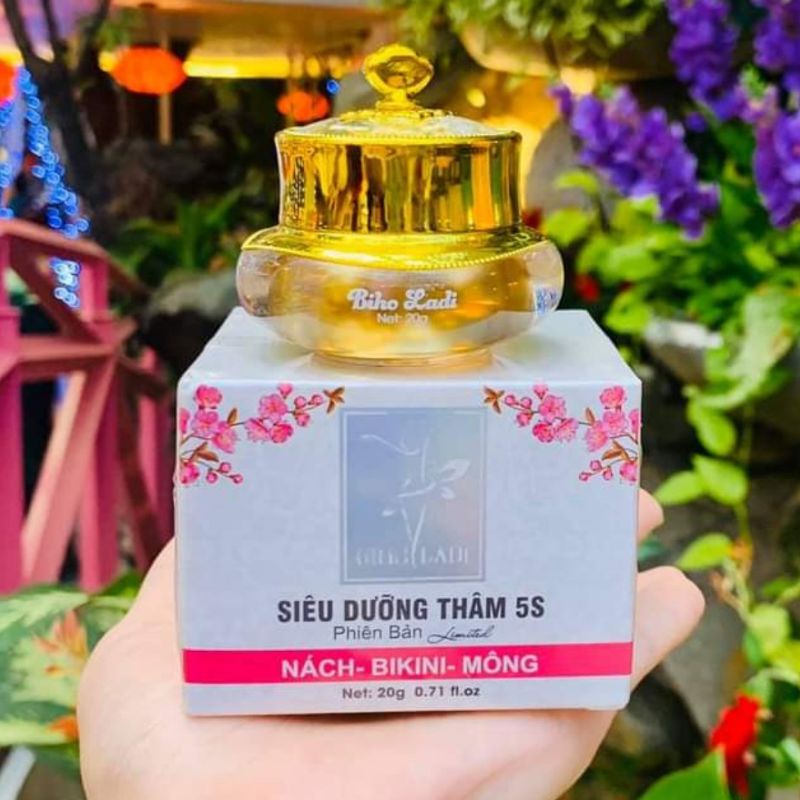 Biho Ladi
Net: 20g
SIÊU DƯỠNG THÂM 5S
Phiên Bản Limited
NÁCH- BIKINI- MÔNG
Net: 20g 0.71 fl.oz